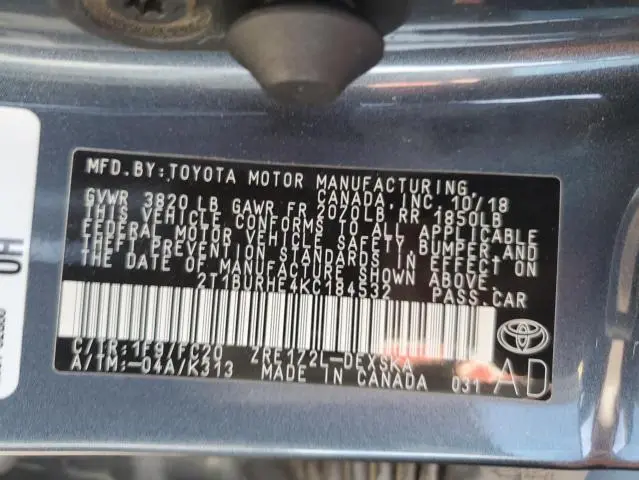 MFD. BY: TOYOTA MOTOR MANUFACTURING,
CANADA, INC. 10/18
GVWR 3820 LB GAWR FR 2070LB RR 1850LB
THIS VEHICLE CONFORMS TO ALL APPLICABLE
FEDERAL MOTOR VEHICLE SAFETY, BUMPER, AND
THEFT PREVENTION STANDARDS IN EFFECT ON
THE DATE OF MANUFACTURE SHOWN ABOVE.
2T1BURHE4KC184532 PASS.CAR
C/TR:1F9/FC20 ZRE172L-DEXSKA
A/TM:-04A/K313 MADE IN CANADA 031
AD
OH